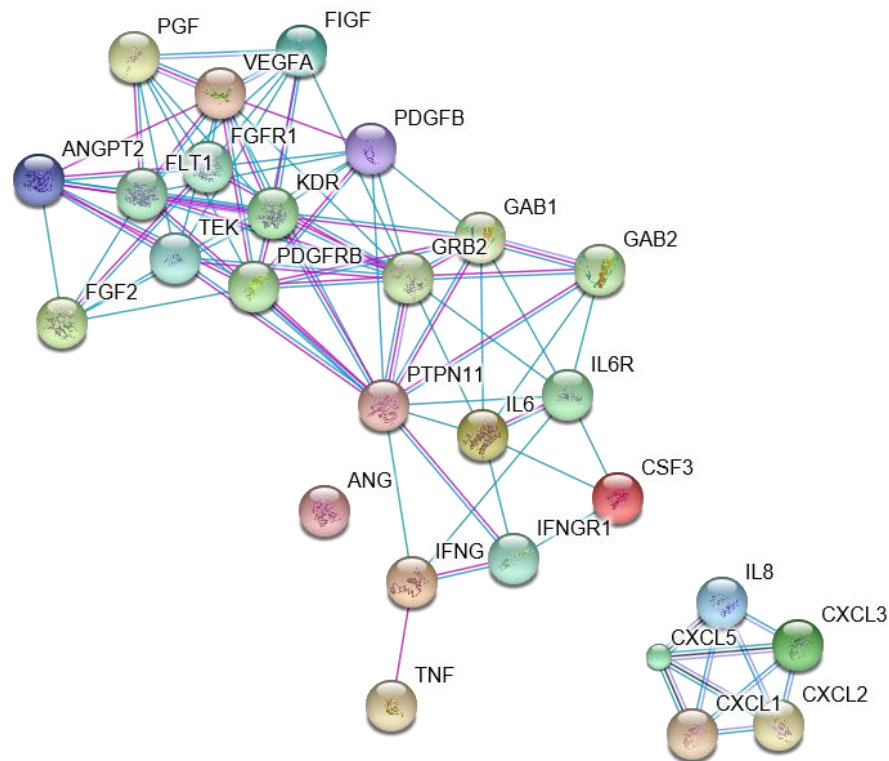 PGF
FIGF
VEGFA
PDGFB
ANGPT2
FGFR1
FLT1
KDR
GAB1
TEK
GRB2
GAB2
PDGFRB
FGF2
PTPN11
IL6R
IL6
CSF3
ANG
IFNGR1
IFNG
IL8
CXCL3
CXCL5
TNF
CXCL1
CXCL2